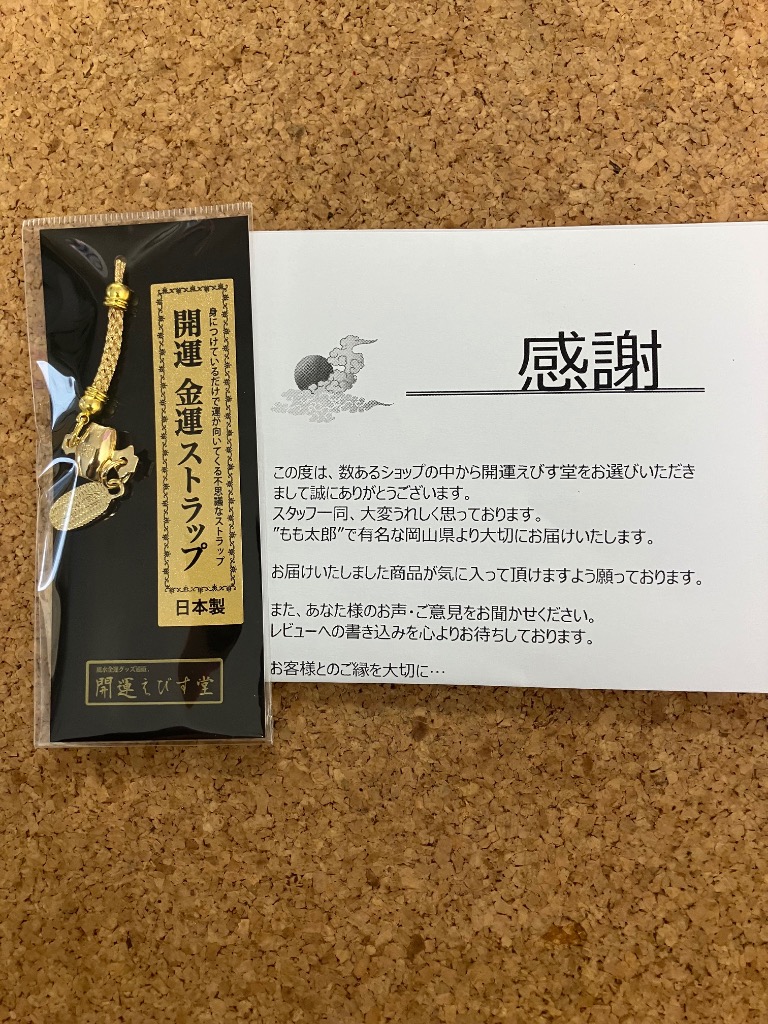 身につけているだけで運が向いてくる不思議なストラップ
開運 金運ストラップ
日本製
開運えびす堂
感謝
この度は、数あるショップの中から開運えびす堂をお選びいただき
まして誠にありがとうございます。
スタッフ一同、大変うれしく思っております。
"もも太郎"で有名な岡山県より大切にお届けいたします。
お届けいたしました商品が気に入って頂けますよう願っております。
また、あなた様のお声・ご意見をお聞かせください。
レビューへの書き込みを心よりお待ちしております。
お客様とのご縁を大切に…